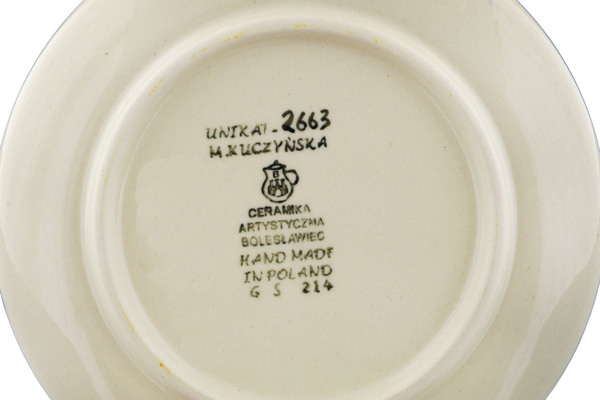 UNIKAT-2663
M.KUCZYŃSKA
B
CERAMIKA
ARTYSTYCZNA
BOLESŁAWIEC
HAND MADE
IN POLAND
G S 214